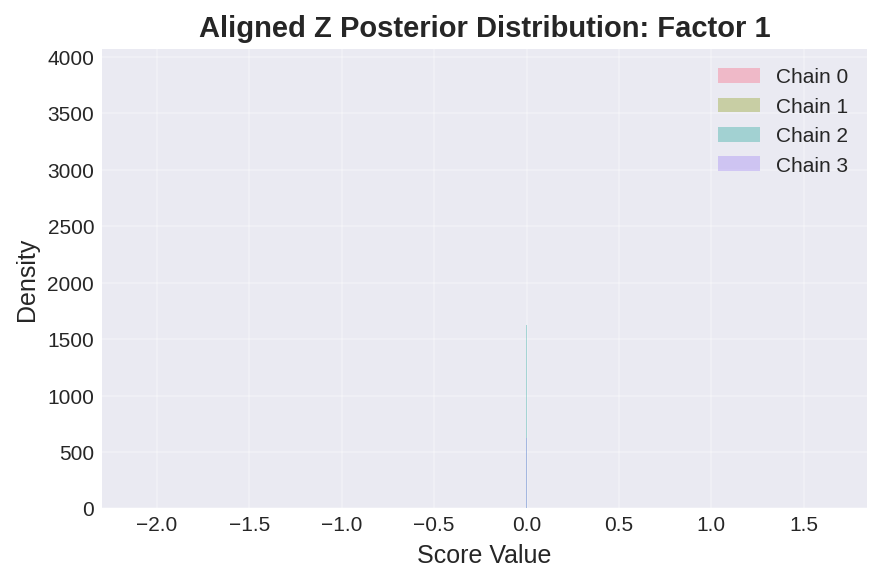 Aligned Z Posterior Distribution: Factor 1
4000
3500
3000
2500
2000
1500
1000
500
0
Density
Chain 0
Chain 1
Chain 2
Chain 3
−2.0 −1.5 −1.0 −0.5 0.0 0.5 1.0 1.5
Score Value